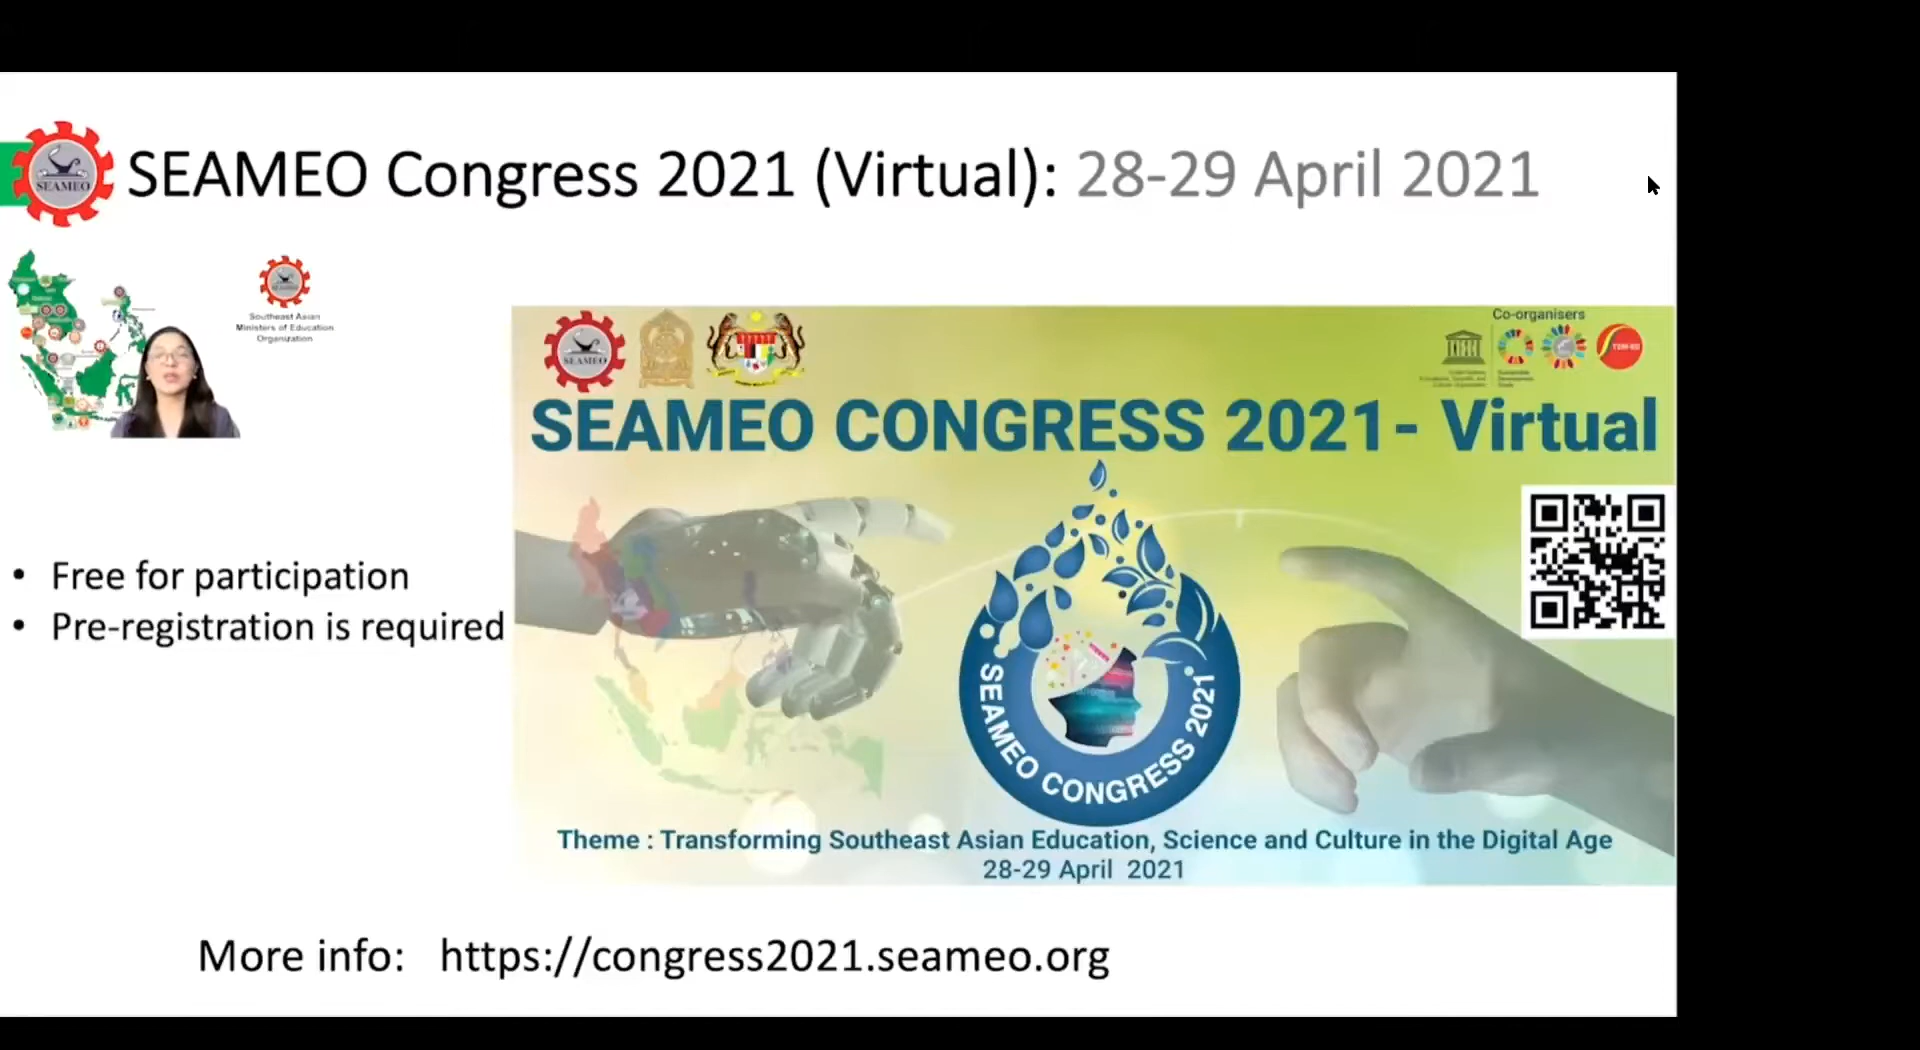 SEAMEO
SEAMEO Congress 2021 (Virtual): 28-29 April 2021
Southeast Asian
Ministers of Education
Organization
Free for participation
Pre-registration is required
SEAMEO
Co-organisers
SEAMEO CONGRESS 2021- Virtual
SEAMEO CONGRESS 2021
Theme : Transforming Southeast Asian Education, Science and Culture in the Digital Age
28-29 April 2021
More info: https://congress2021.seameo.org